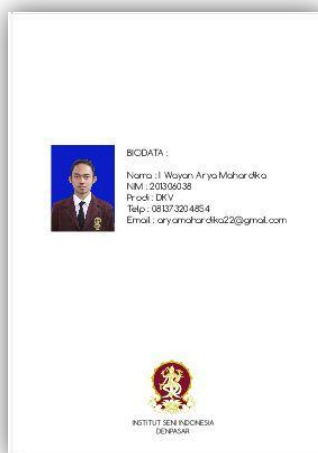 BIODATA :
Nama : I Wayan Arya Mahardika
NIM : 201306038
Prodi : DKV
Telp : 081373204854
Email : aryamahardika22@gmail.com
INSTITUT SENI INDONESIA
DENPASAR